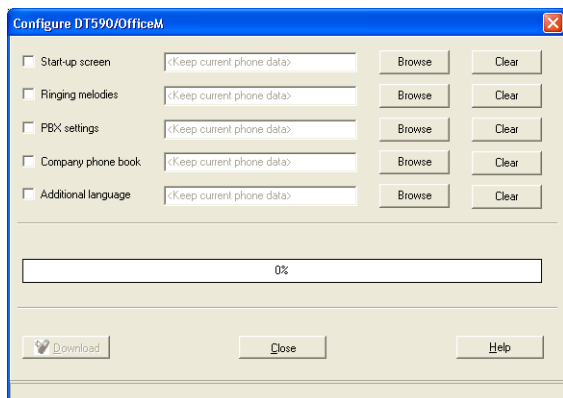 Configure DT590/OfficeM
Start-up screen <Keep current phone data> Browse Clear
Ringing melodies <Keep current phone data> Browse Clear
PBX settings <Keep current phone data> Browse Clear
Company phone book <Keep current phone data> Browse Clear
Additional language <Keep current phone data> Browse Clear
0%
Download Close Help